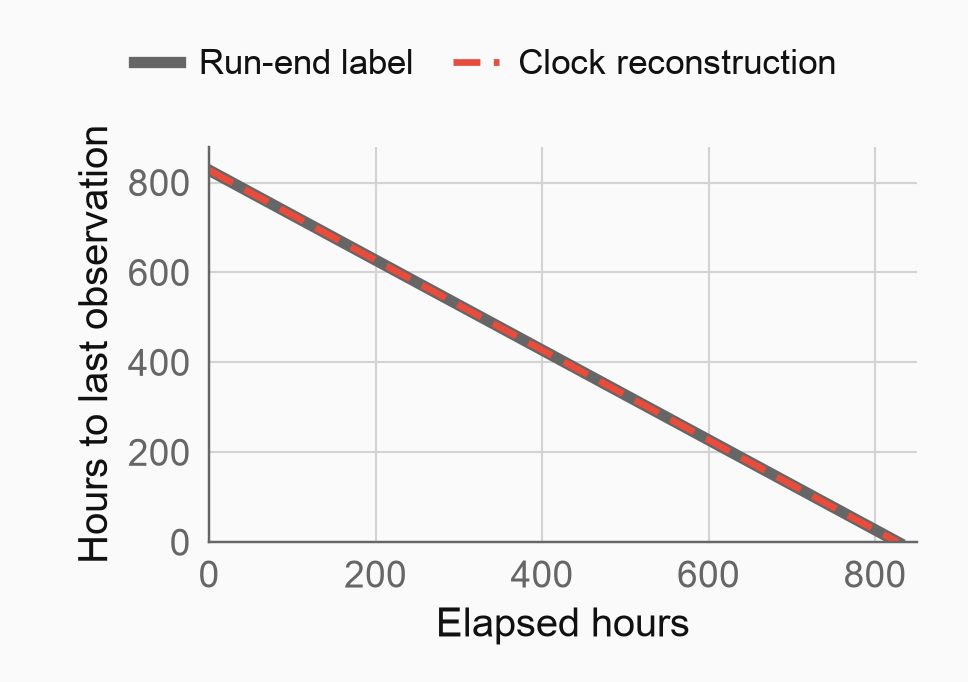 Run-end label
Clock reconstruction
Hours to last observation
800
600
400
200
0
0 200 400 600 800
Elapsed hours